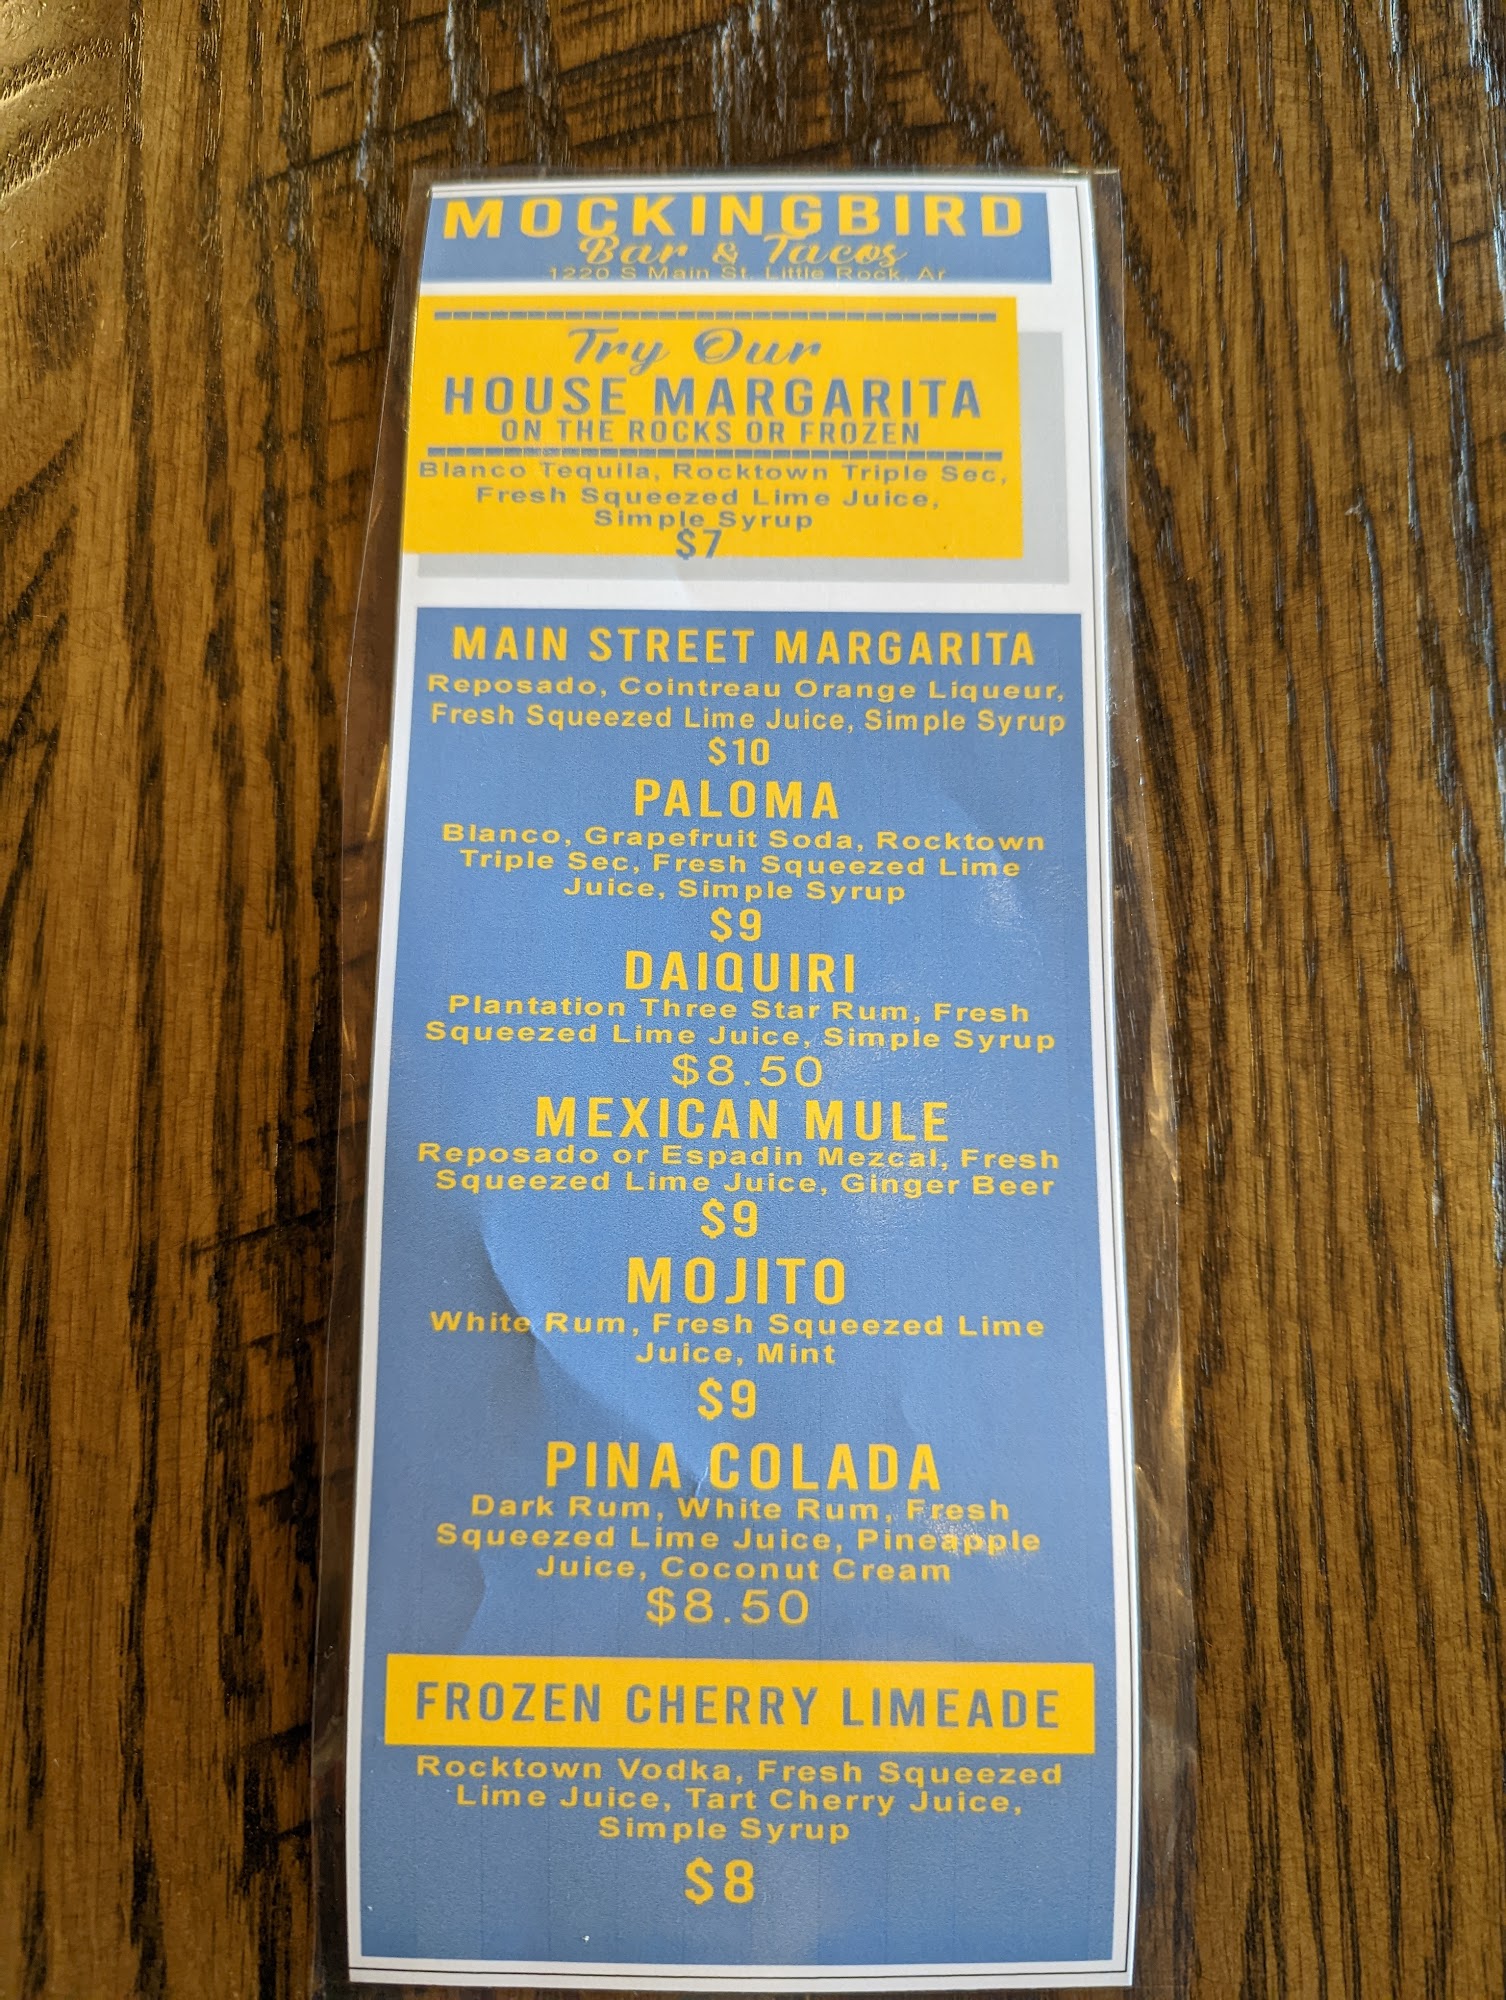 MOCKINGBIRD
Bar & Tacos
1220 S Main St. Little Rock, Ar
Try Our
HOUSE MARGARITA
ON THE ROCKS OR FROZEN
Blanco Tequila, Rocktown Triple Sec,
Fresh Squeezed Lime Juice,
Simple Syrup
$7
MAIN STREET MARGARITA
Reposado, Cointreau Orange Liqueur,
Fresh Squeezed Lime Juice, Simple Syrup
$10
PALOMA
Blanco, Grapefruit Soda, Rocktown
Triple Sec, Fresh Squeezed Lime
Juice, Simple Syrup
$9
DAIQUIRI
Plantation Three Star Rum, Fresh
Squeezed Lime Juice, Simple Syrup
$8.50
MEXICAN MULE
Reposado or Espadin Mezcal, Fresh
Squeezed Lime Juice, Ginger Beer
$9
MOJITO
White Rum, Fresh Squeezed Lime
Juice, Mint
$9
PINA COLADA
Dark Rum, White Rum, Fresh
Squeezed Lime Juice, Pineapple
Juice, Coconut Cream
$8.50
FROZEN CHERRY LIMEADE
Rocktown Vodka, Fresh Squeezed
Lime Juice, Tart Cherry Juice,
Simple Syrup
$8